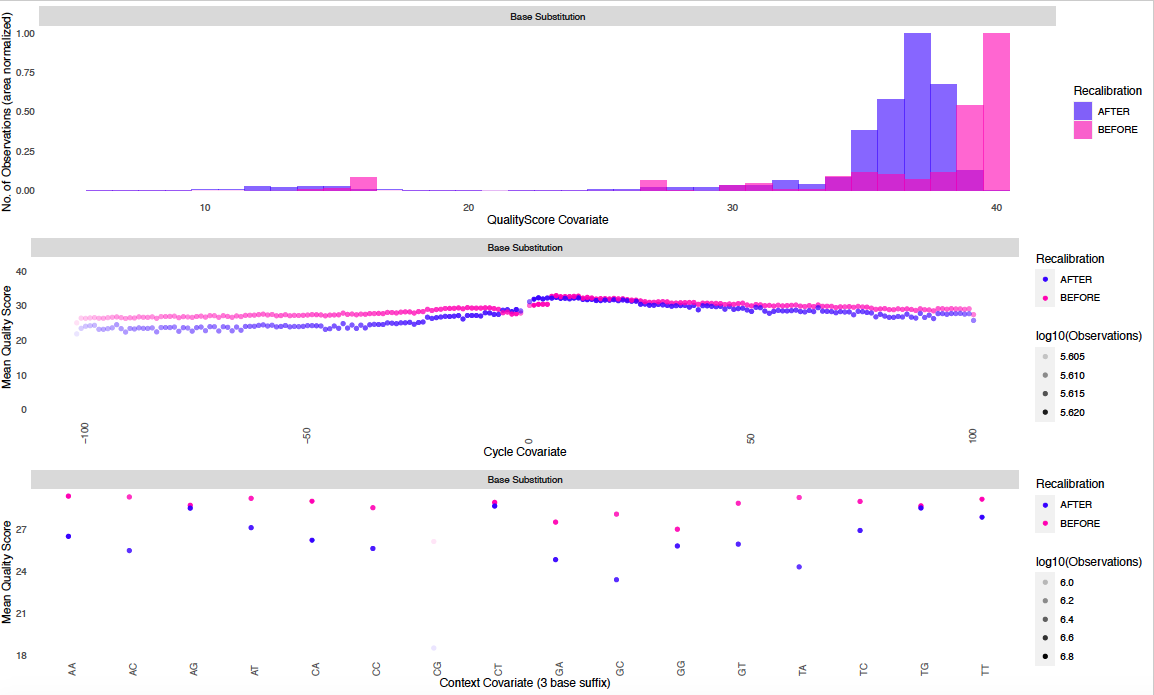 Base Substitution
No. of Observations (area normalized)
1.00
0.75
0.50
0.25
0.00
10 20 30 40
QualityScore Covariate
Recalibration
AFTER
BEFORE
Base Substitution
Mean Quality Score
40
30
20
10
0
-100 -50 0 50 100
Cycle Covariate
Recalibration
AFTER
BEFORE
log10(Observations)
5.605
5.610
5.615
5.620
Base Substitution
Mean Quality Score
27
24
21
18
AA AC AG AT CA CC CG CT GA GC GG GT TA TC TG TT
Context Covariate (3 base suffix)
Recalibration
AFTER
BEFORE
log10(Observations)
6.0
6.2
6.4
6.6
6.8